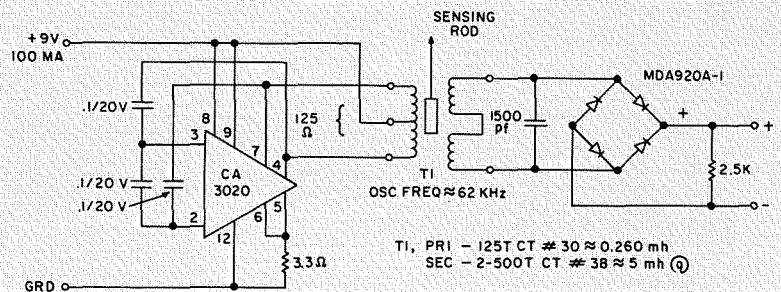 +9V
100 MA
.1/20V
.1/20V
.1/20 V
8
9
3
7
4
2
12
6
5
CA
3020
125
Ω
3.3Ω
GRD
SENSING
ROD
T1
OSC FREQ≈62 KHz
1500
pf
MDA920A-1
+
+
2.5K
-
T1, PRI - 125T CT # 30 ≈ 0.260 mh
SEC - 2-500T CT # 38 ≈ 5 mh @